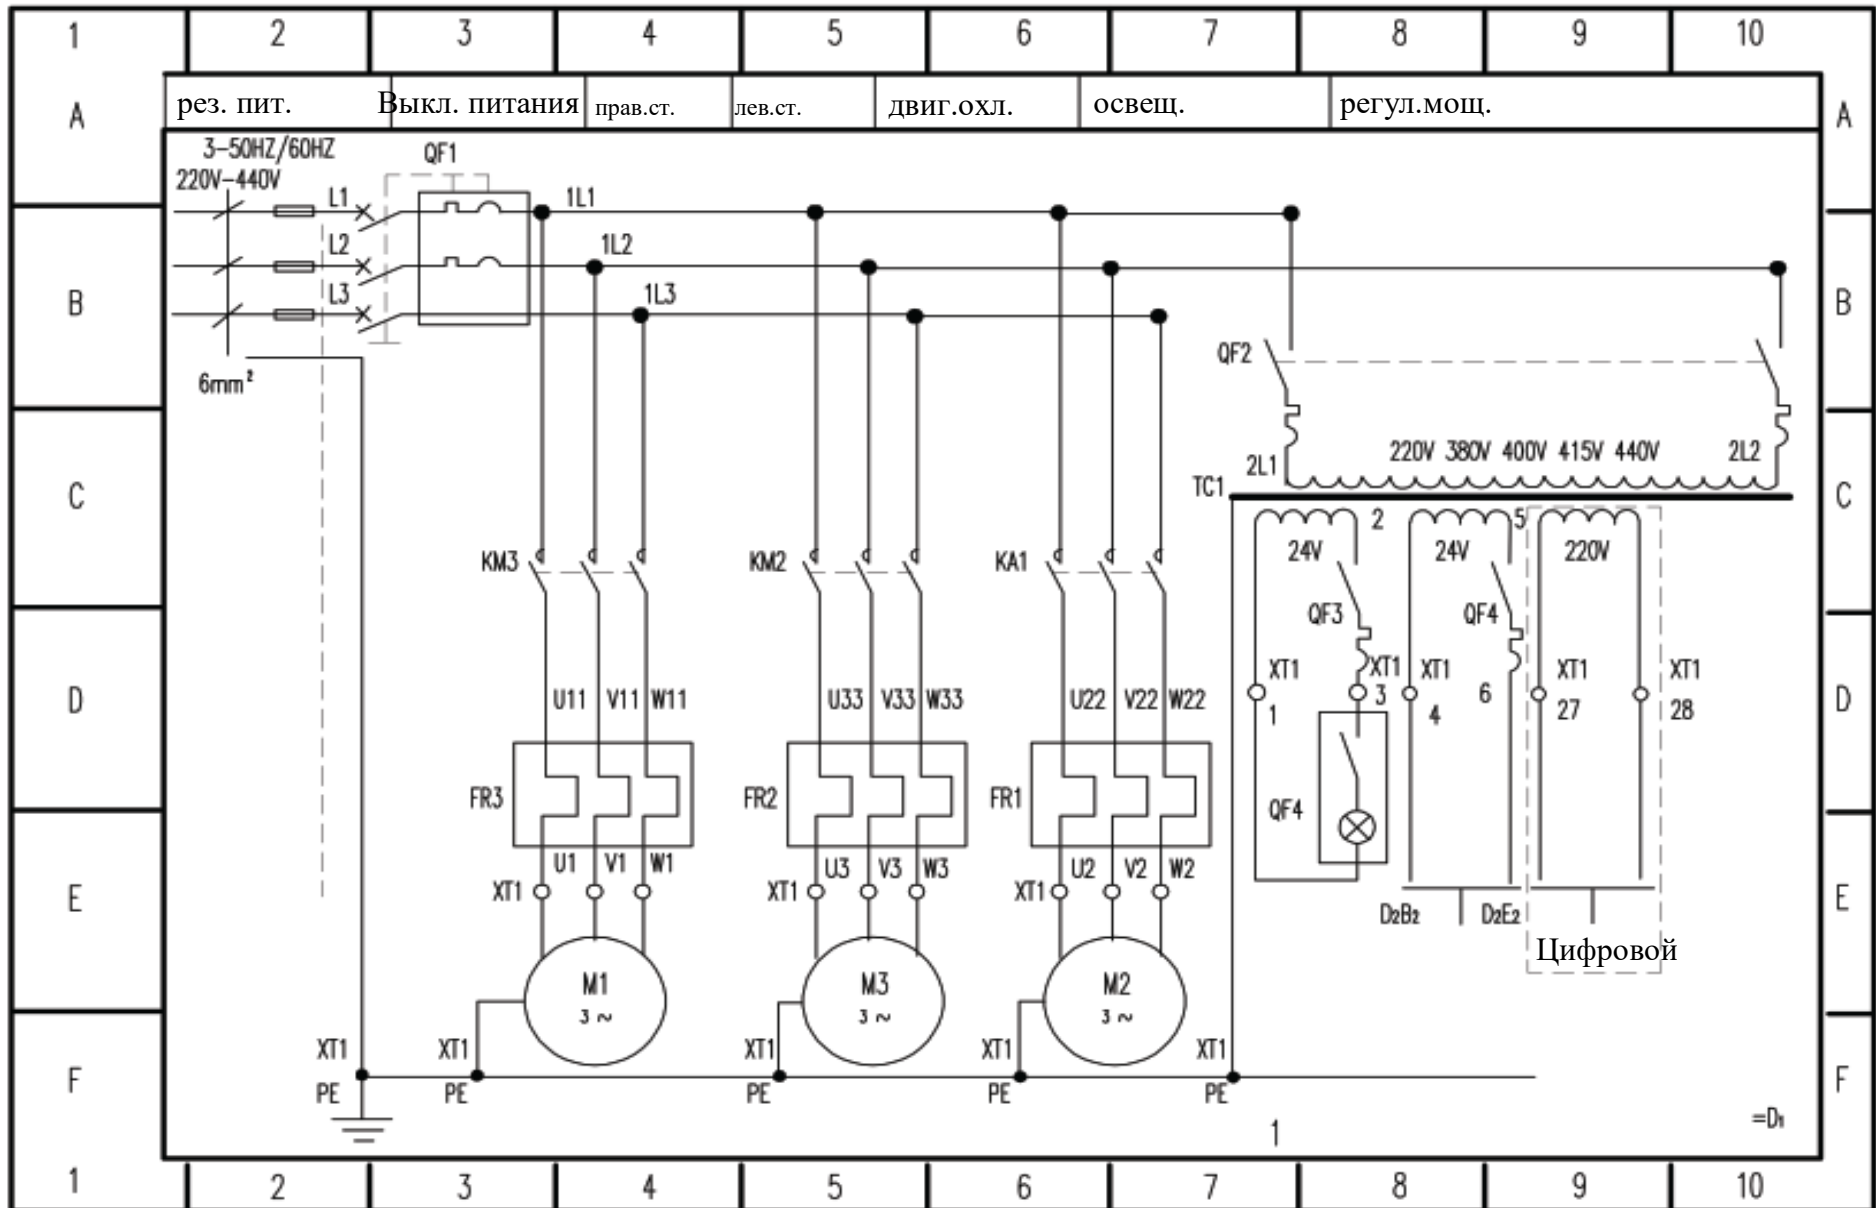 1 2 3 4 5 6 7 8 9 10
A рез. пит. Выкл. питания прав.ст. лев.ст. двиг.охл. освещ. регул.мощ. A
3-50HZ/60HZ QF1
220V-440V L1 1L1
L2 1L2
B L3 1L3 B
QF2
6mm²
2L1 220V 380V 400V 415V 440V 2L2
C TC1 C
2 5
KM3 KM2 KA1 24V 24V 220V
QF3 QF4
XT1 XT1 XT1 XT1 XT1
D U11 V11 W11 U33 V33 W33 U22 V22 W22 1 3 4 6 27 28 D
FR3 FR2 FR1 QF4
U1 V1 W1 U3 V3 W3 U2 V2 W2
E XT1 XT1 XT1 E
D2B2 D2E2
Цифровой
M1 M3 M2
3 ~ 3 ~ 3 ~
XT1 XT1 XT1 XT1 XT1
F PE PE PE PE PE F
1 =D1
1 2 3 4 5 6 7 8 9 10